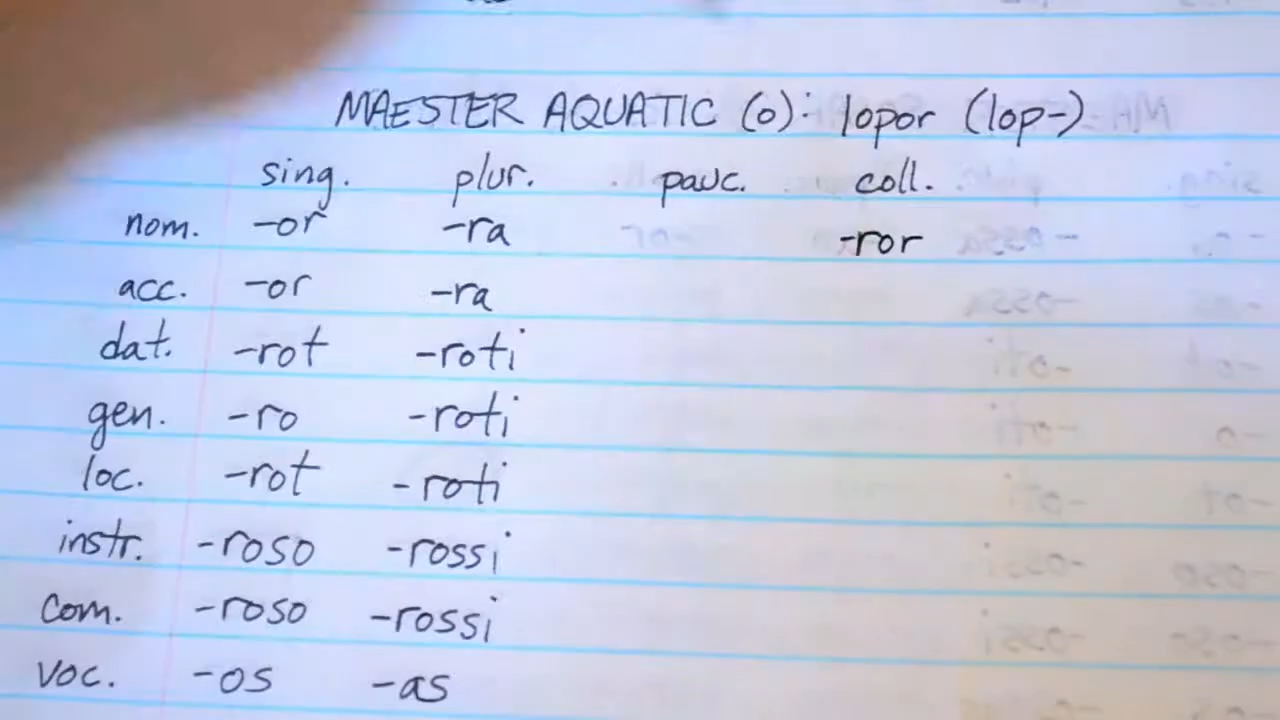 MAESTER AQUATIC (o): lopor (lop-)
sing. plur. pauc. coll.
nom. -or -ra -ror
acc. -or -ra
dat. -rot -roti
gen. -ro -roti
loc. -rot -roti
instr. -roso -rossi
com. -roso -rossi
voc. -os -as